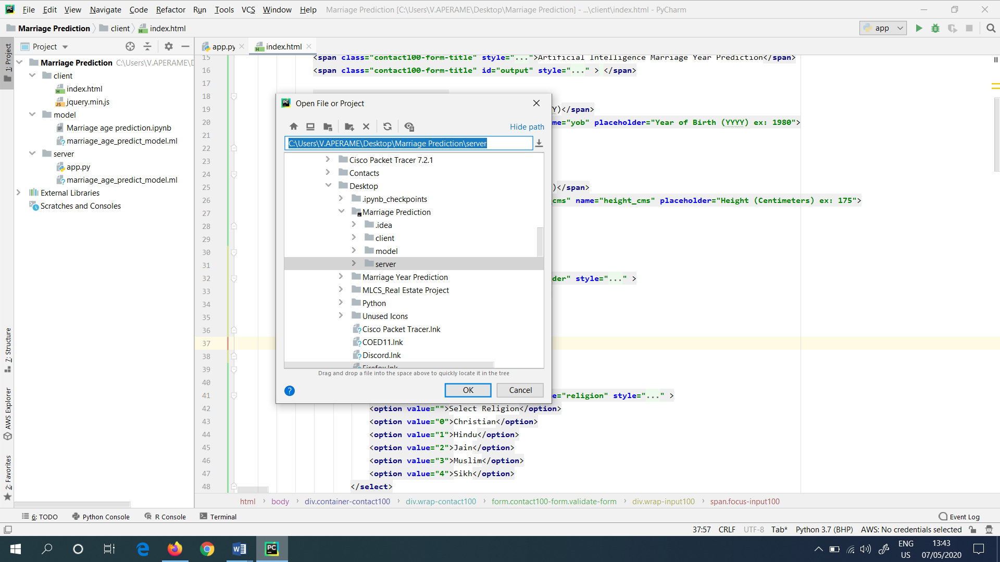 File Edit View Navigate Code Refactor Run Tools VCS Window Help Marriage Prediction [C:\Users\V.APERAME\Desktop\Marriage Prediction] - ...\client\index.html - PyCharm
Marriage Prediction client index.html app
Project
1: Project
app.py
index.html
Marriage Prediction C:\Users\V.APERAME\D
client
index.html
jquery.min.js
model
Marriage age prediction.ipynb
marriage_age_predict_model.ml
server
app.py
marriage_age_predict_model.ml
External Libraries
Scratches and Consoles
7: Structure
AWS Explorer
2: Favorites
15 <span class="contact100-form-title" style="...">Artificial Intelligence Marriage Year Prediction</span>
16 <span class="contact100-form-title" id="output" style="..." > </span>
17
18
19 Y)</span>
20 me="yob" placeholder="Year of Birth (YYYY) ex: 1980">
21
22
23
24
25 )</span>
26 cms" name="height_cms" placeholder="Height (Centimeters) ex: 175">
27
28
29
30
31
32 der" style="..." >
33
34
35
36
37
38
39
40
41 e="religion" style="..." >
42 <option value="">Select Religion</option>
43 <option value="0">Christian</option>
44 <option value="1">Hindu</option>
45 <option value="2">Jain</option>
46 <option value="3">Muslim</option>
47 <option value="4">Sikh</option>
48 </select>
Open File or Project
Hide path
C:\Users\V.APERAME\Desktop\Marriage Prediction\server
Cisco Packet Tracer 7.2.1
Contacts
Desktop
.ipynb_checkpoints
Marriage Prediction
.idea
client
model
server
Marriage Year Prediction
MLCS_Real Estate Project
Python
Unused Icons
Cisco Packet Tracer.lnk
COED11.lnk
Discord.lnk
Firefox.lnk
Drag and drop a file into the space above to quickly locate it in the tree
? OK Cancel
html body div.container-contact100 div.wrap-contact100 form.contact100-form.validate-form div.wrap-input100 span.focus-input100
6: TODO Python Console R Console Terminal Event Log
37:57 CRLF UTF-8 Tab* Python 3.7 (BHP) AWS: No credentials selected
ENG 13:43
US 07/05/2020